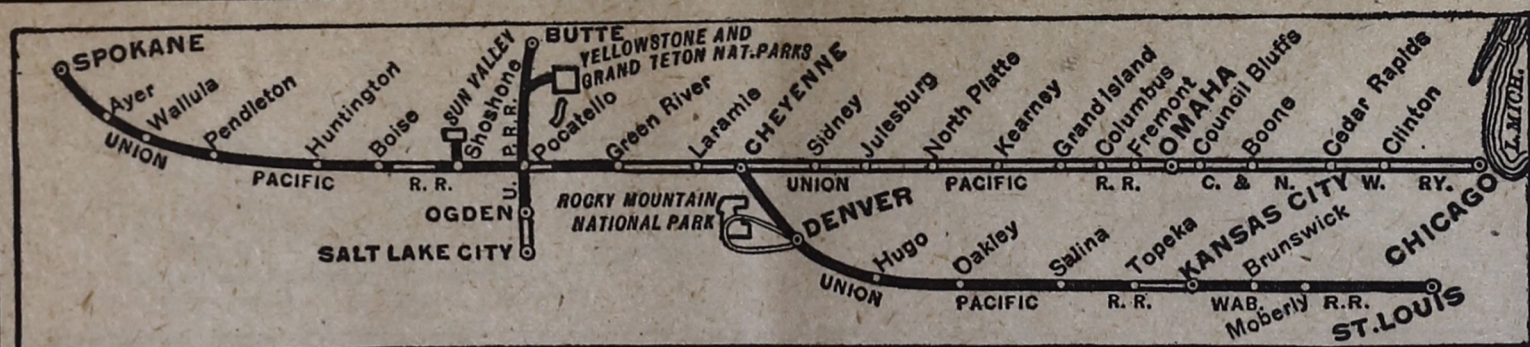 SPOKANE
Ayer
Wallula
Pendleton
Huntington
Boise
SUN VALLEY
Shoshone
BUTTE
YELLOWSTONE AND
GRAND TETON NAT. PARKS
Pocatello
Green River
Laramie
CHEYENNE
Sidney
Julesburg
North Platte
Kearney
Grand Island
Columbus
Fremont
OMAHA
Council Bluffs
Boone
Cedar Rapids
Clinton
L. MICH.
CHICAGO
UNION
PACIFIC
R. R.
U. P. R. R.
UNION
PACIFIC
R. R.
C. & N. W. RY.
OGDEN
SALT LAKE CITY
ROCKY MOUNTAIN
NATIONAL PARK
DENVER
Hugo
Oakley
Salina
Topeka
KANSAS CITY
Brunswick
Moberly
ST. LOUIS
UNION
PACIFIC
R. R.
WAB. R.R.